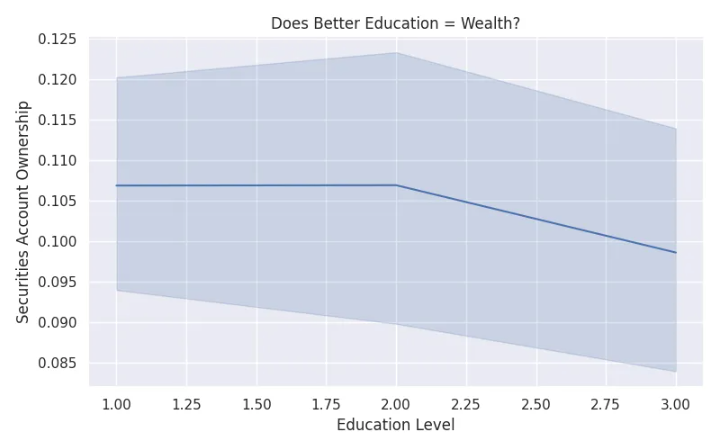 Does Better Education = Wealth?
0.125
0.120
0.115
0.110
0.105
0.100
0.095
0.090
0.085
Securities Account Ownership
1.00 1.25 1.50 1.75 2.00 2.25 2.50 2.75 3.00
Education Level